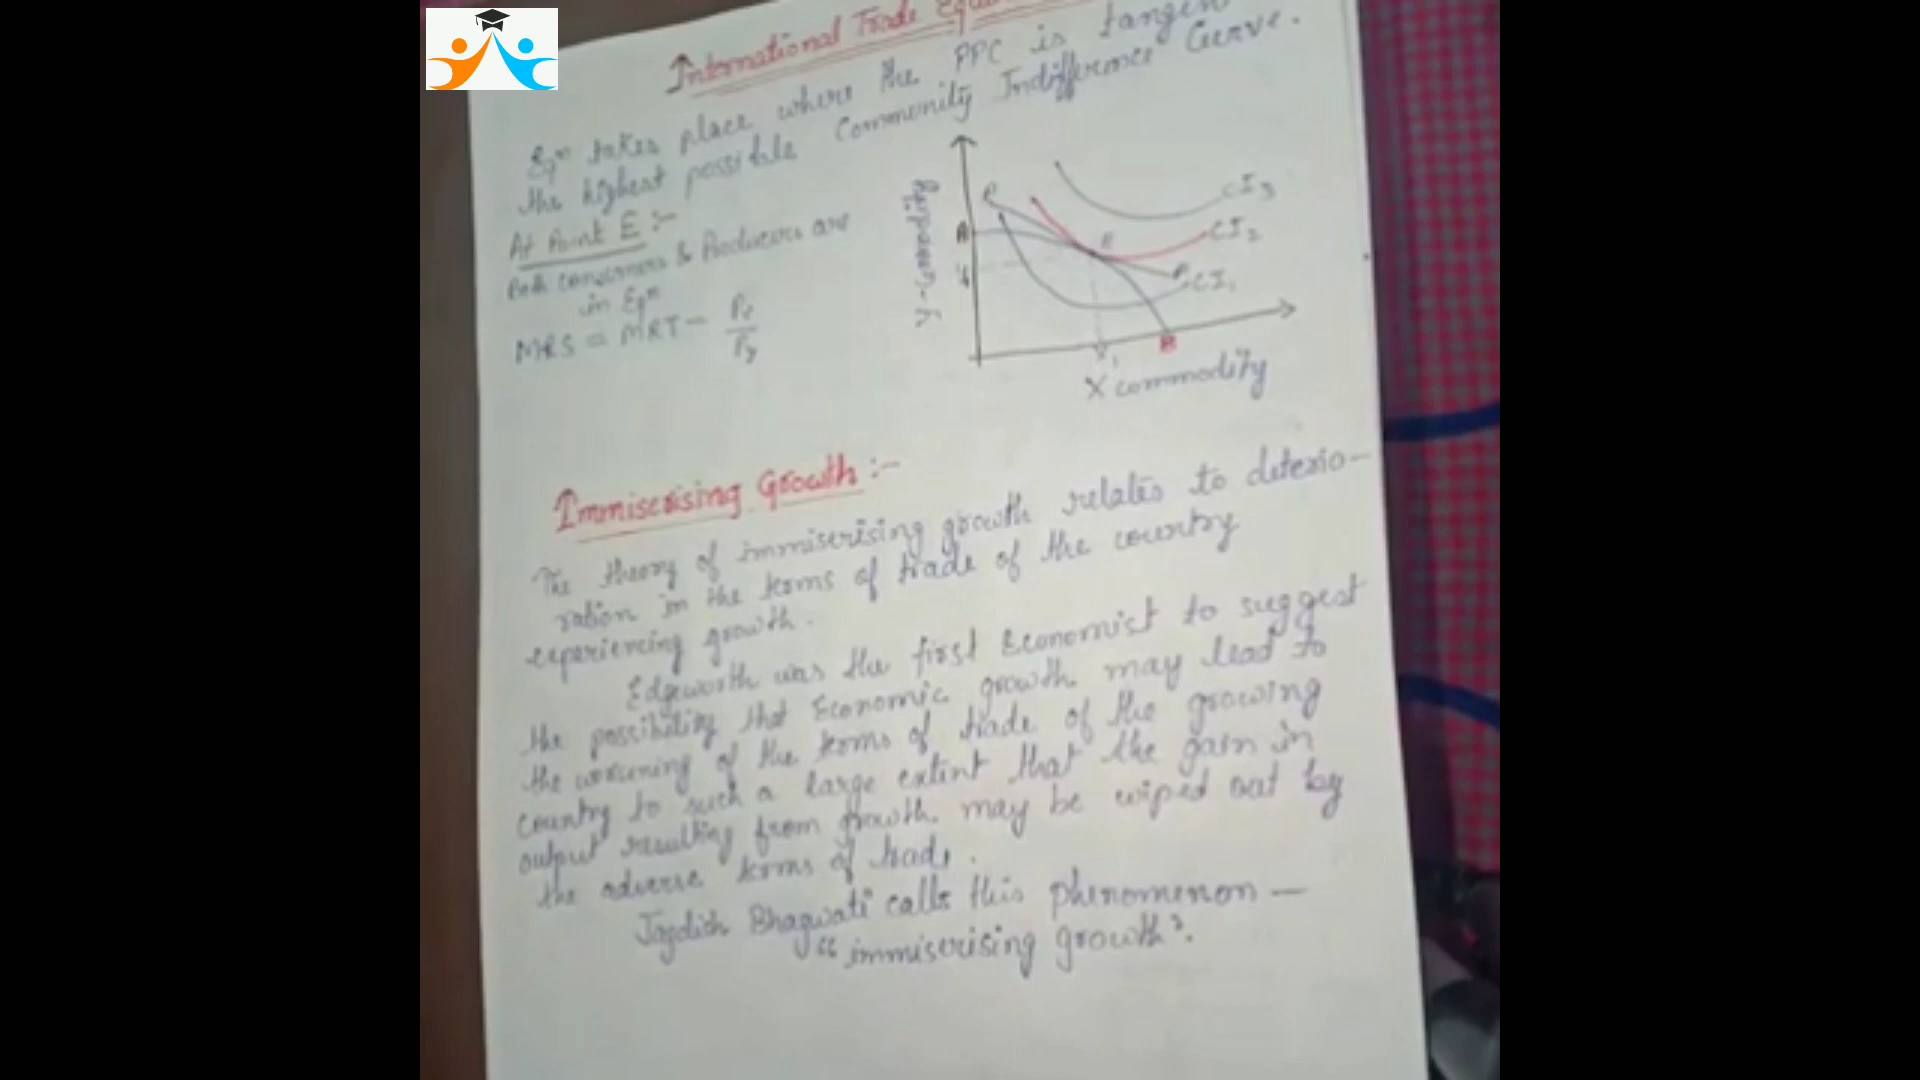 International Trade
Eqn takes place where the PPC is tangen
the highest possible Community Indifference Curve.
At Point E :-
Both consumers & Producers are
in Eqn
MRS = MRT -
Py
Y-Commodity
P
A
E
P
B
CI3
CI2
CI1
X commodity
Immiserising Growth :-
The theory of immiserising growth relates to deterio-
ration in the terms of trade of the country
experiencing growth.
Edgeworth was the first Economist to suggest
the possibility that Economic growth may lead to
the worsening of the terms of trade of the growing
country to such a large extent that the gain in
output resulting from growth may be wiped out by
the adverse terms of trade.
Jagdish Bhagwati calls this phenomenon -
"immiserising growth".